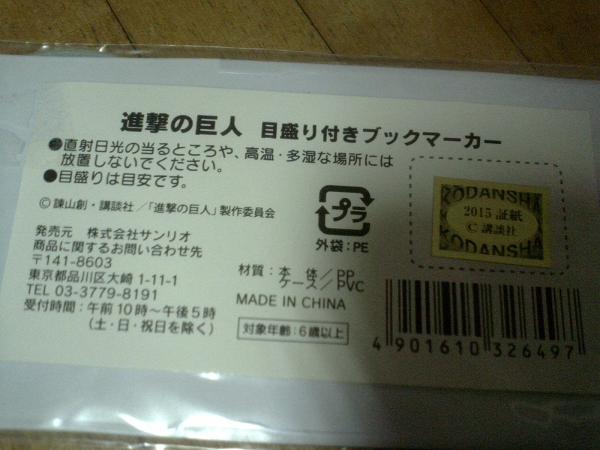 進撃の巨人 目盛り付きブックマーカー
●直射日光の当るところや、高温・多湿な場所には
放置しないでください。
●目盛りは目安です。
©諫山創・講談社/「進撃の巨人」製作委員会
発売元 株式会社サンリオ
商品に関するお問い合わせ先
〒141-8603
東京都品川区大崎 1-11-1
TEL 03-3779-8191
受付時間：午前10時～午後5時
(土・日・祝日を除く)
プラ
外袋：PE
材質：本 体/PP
ケース/PVC
MADE IN CHINA
対象年齢：6歳以上
KODANSHA
2015 証紙
©講談社
KODANSHA
4 901610 326497